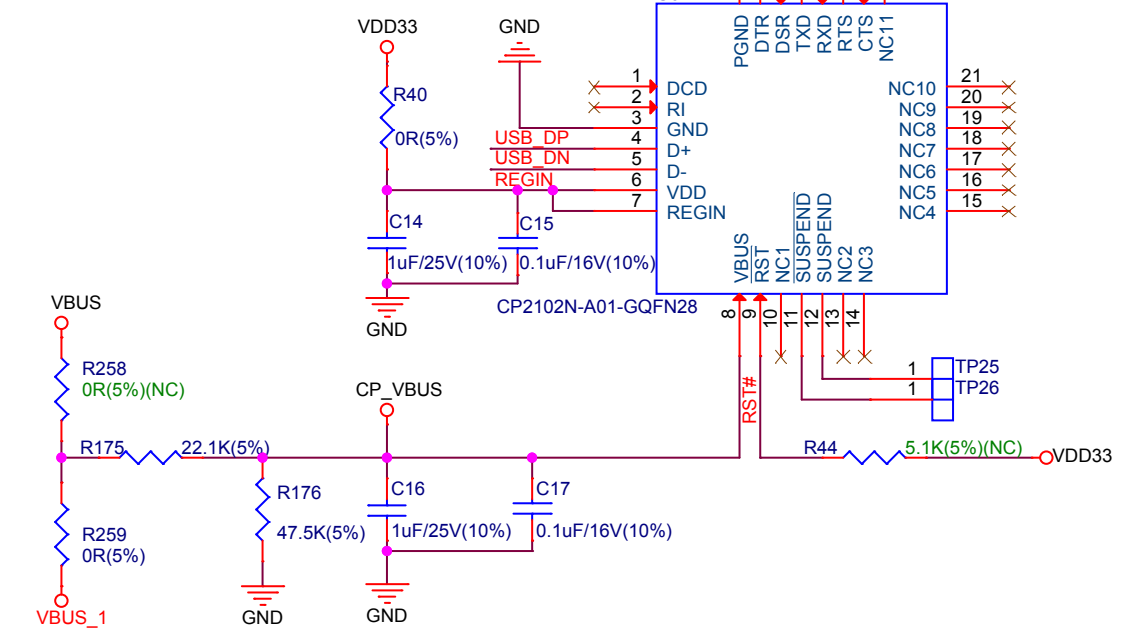 PGND
DTR
DSR
TXD
RXD
RTS
CTS
NC11
VDD33
GND
R40
0R(5%)
1
DCD
2
RI
3
GND
USB_DP
4
D+
USB_DN
5
D-
REGIN
6
VDD
7
REGIN
NC10
21
NC9
20
NC8
19
NC7
18
NC6
17
NC5
16
NC4
15
C14
1uF/25V(10%)
C15
0.1uF/16V(10%)
GND
VBUS
RST
NC1
SUSPEND
SUSPEND
NC2
NC3
CP2102N-A01-GQFN28
8
9
10
11
12
13
14
VBUS
R258
0R(5%)(NC)
CP_VBUS
RST#
1
TP25
1
TP26
R175
22.1K(5%)
R44
5.1K(5%)(NC)
VDD33
R176
47.5K(5%)
C16
1uF/25V(10%)
C17
0.1uF/16V(10%)
R259
0R(5%)
VBUS_1
GND
GND